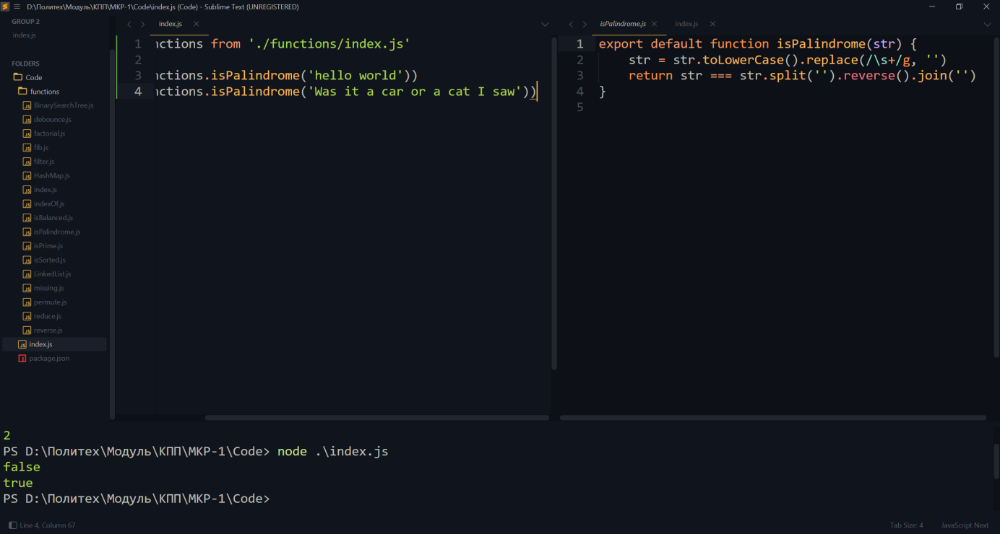 D:\Политех\Модуль\КПП\МКР-1\Code\index.js (Code) - Sublime Text (UNREGISTERED)
GROUP 2
index.js
FOLDERS
Code
functions
BinarySearchTree.js
debounce.js
factorial.js
fib.js
filter.js
HashMap.js
index.js
indexOf.js
isBalanced.js
isPalindrome.js
isPrime.js
isSorted.js
LinkedList.js
missing.js
permute.js
reduce.js
reverse.js
index.js
package.json
index.js
1 nctions from './functions/index.js'
2
3 nctions.isPalindrome('hello world'))
4 nctions.isPalindrome('Was it a car or a cat I saw'))
isPalindrome.js
index.js
1 export default function isPalindrome(str) {
2 str = str.toLowerCase().replace(/\s+/g, '')
3 return str === str.split('').reverse().join('')
4 }
5
2
PS D:\Политех\Модуль\КПП\МКР-1\Code> node .\index.js
false
true
PS D:\Политех\Модуль\КПП\МКР-1\Code>
Line 4, Column 67
Tab Size: 4
JavaScript Next